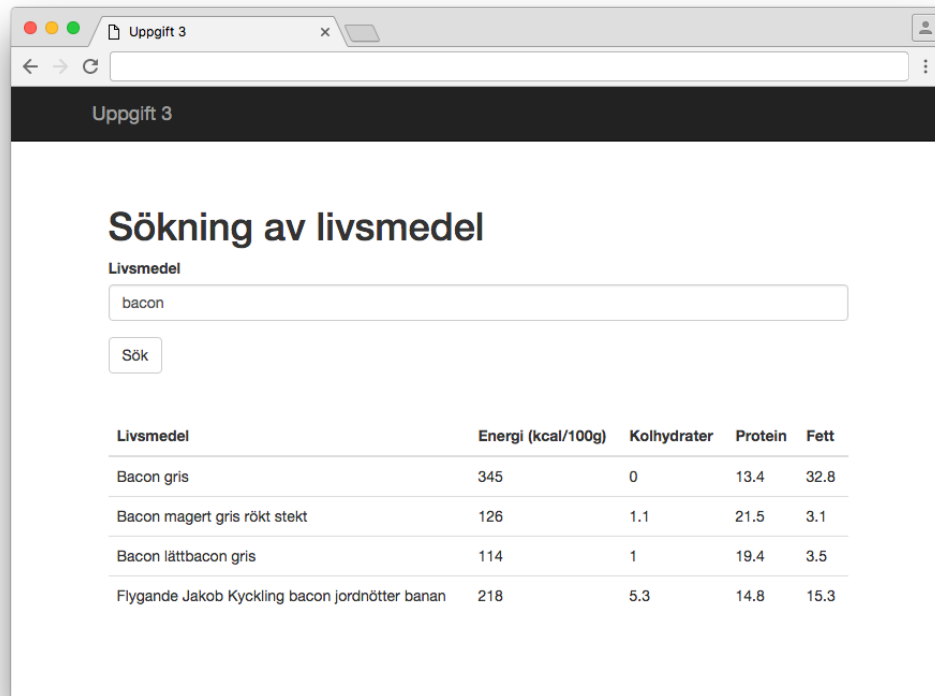 Uppgift 3
Uppgift 3
Sökning av livsmedel
Livsmedel
bacon
Sök
Livsmedel Energi (kcal/100g) Kolhydrater Protein Fett
Bacon gris 345 0 13.4 32.8
Bacon magert gris rökt stekt 126 1.1 21.5 3.1
Bacon lättbacon gris 114 1 19.4 3.5
Flygande Jakob Kyckling bacon jordnötter banan 218 5.3 14.8 15.3